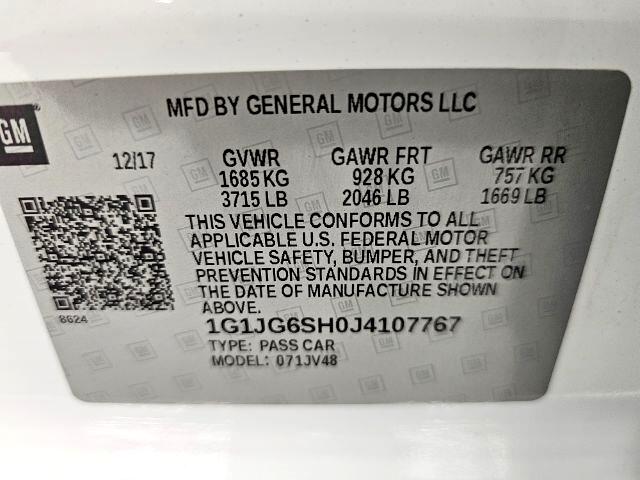 MFD BY GENERAL MOTORS LLC
GM
12/17 GVWR GAWR FRT GAWR RR
1685 KG 928 KG 757 KG
3715 LB 2046 LB 1669 LB
THIS VEHICLE CONFORMS TO ALL
APPLICABLE U.S. FEDERAL MOTOR
VEHICLE SAFETY, BUMPER, AND THEFT
PREVENTION STANDARDS IN EFFECT ON
THE DATE OF MANUFACTURE SHOWN
ABOVE.
8624
1G1JG6SH0J4107767
TYPE: PASS CAR
MODEL: 071JV48